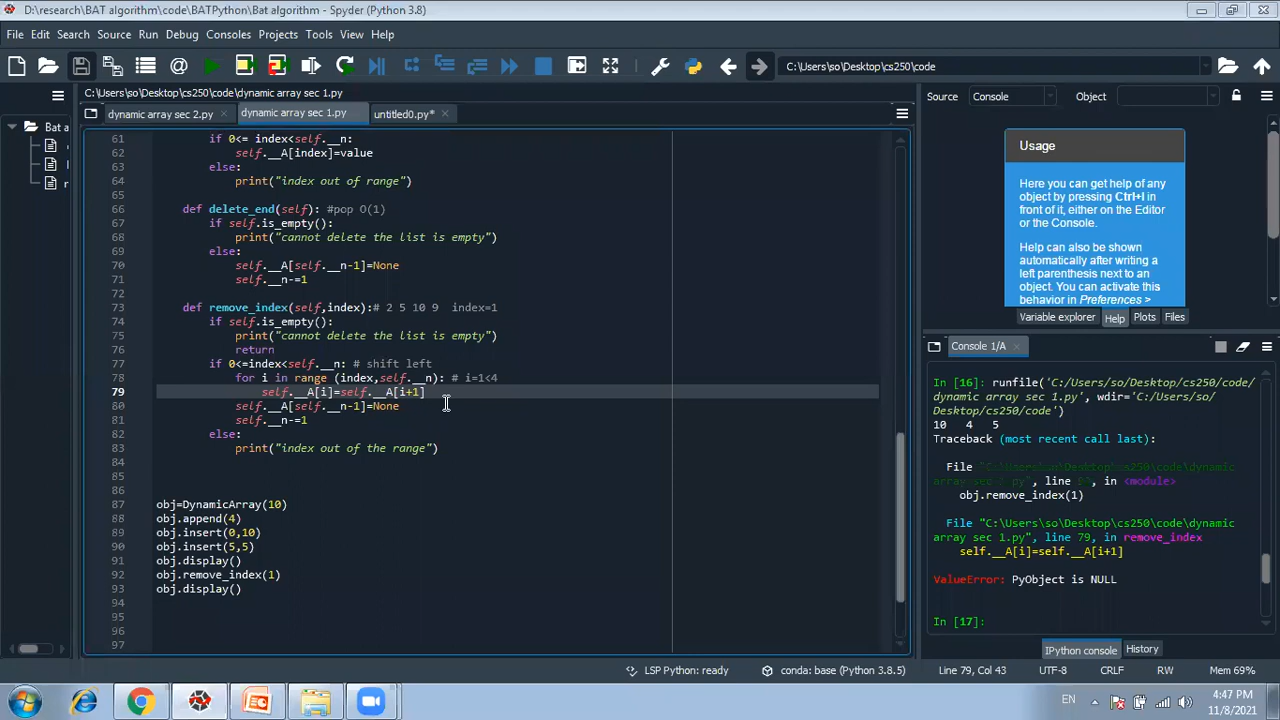 D:\research\BAT algorithm\code\BATPython\Bat algorithm - Spyder (Python 3.8)
File Edit Search Source Run Debug Consoles Projects Tools View Help
C:\Users\so\Desktop\cs250\code
C:\Users\so\Desktop\cs250\code\dynamic array sec 1.py
dynamic array sec 2.py
dynamic array sec 1.py
untitled0.py*
Bat a
61 if 0<= index<self.__n:
62 self.__A[index]=value
63 else:
64 print("index out of range")
65
66 def delete_end(self): #pop O(1)
67 if self.is_empty():
68 print("cannot delete the list is empty")
69 else:
70 self.__A[self.__n-1]=None
71 self.__n-=1
72
73 def remove_index(self,index):# 2 5 10 9 index=1
74 if self.is_empty():
75 print("cannot delete the list is empty")
76 return
77 if 0<=index<self.__n: # shift left
78 for i in range (index,self.__n): # i=1<4
79 self.__A[i]=self.__A[i+1]
80 self.__A[self.__n-1]=None
81 self.__n-=1
82 else:
83 print("index out of the range")
84
85
86
87 obj=DynamicArray(10)
88 obj.append(4)
89 obj.insert(0,10)
90 obj.insert(5,5)
91 obj.display()
92 obj.remove_index(1)
93 obj.display()
94
95
96
97
Source Console Object
Usage
Here you can get help of any
object by pressing Ctrl+I in
front of it, either on the Editor
or the Console.
Help can also be shown
automatically after writing a
left parenthesis next to an
object. You can activate this
behavior in Preferences >
Variable explorer Help Plots Files
Console 1/A
In [16]: runfile('C:/Users/so/Desktop/cs250/code/
dynamic array sec 1.py', wdir='C:/Users/so/
Desktop/cs250/code')
10 4 5
Traceback (most recent call last):
File "C:\Users\so\Desktop\cs250\code\dynamic
array sec 1.py", line 92, in <module>
obj.remove_index(1)
File "C:\Users\so\Desktop\cs250\code\dynamic
array sec 1.py", line 79, in remove_index
self.__A[i]=self.__A[i+1]
ValueError: PyObject is NULL
In [17]:
IPython console History
LSP Python: ready conda: base (Python 3.8.5) Line 79, Col 43 UTF-8 CRLF RW Mem 69%
EN
4:47 PM
11/8/2021